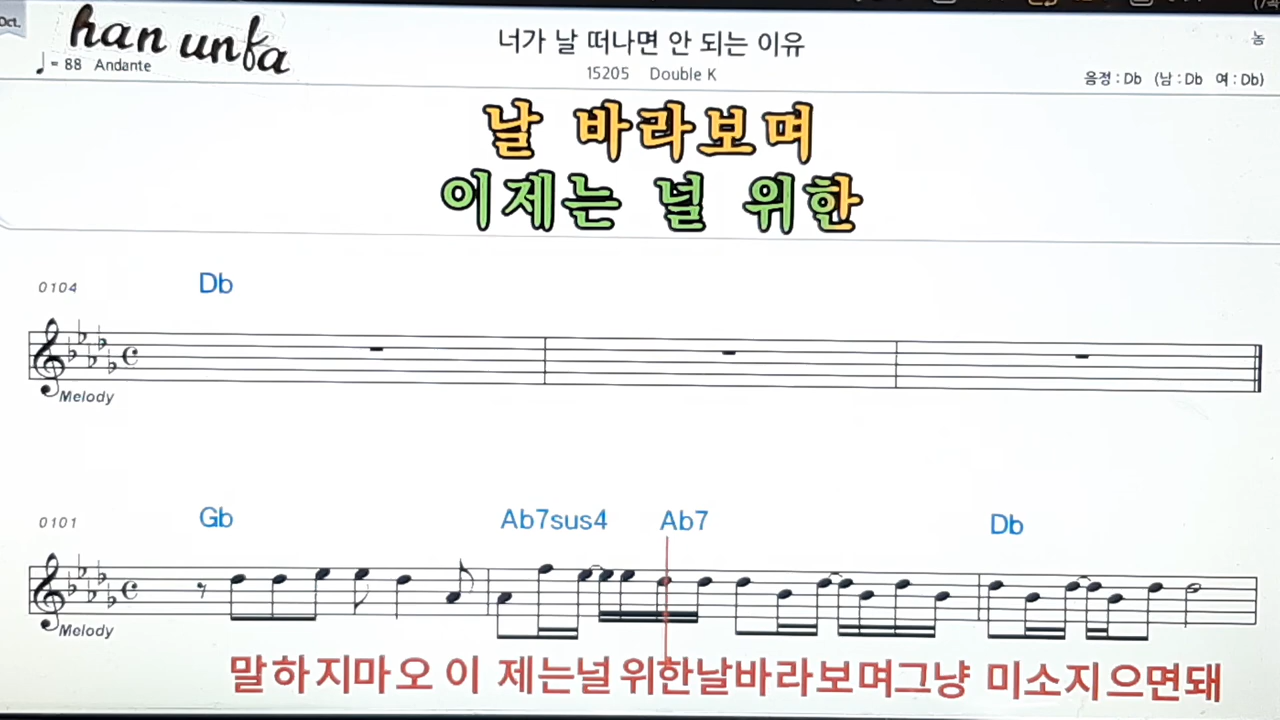 Oct.
han unfa
너가 날 떠나면 안 되는 이유
농
♩= 88 Andante
15205 Double K
음정 : Db (남 : Db 여 : Db)
날 바라보며
이제는 널 위한
0104
Db
Melody
0101
Gb Ab7sus4 Ab7 Db
Melody
말하지마오 이 제는널 위한날바라보며그냥 미소지으면돼